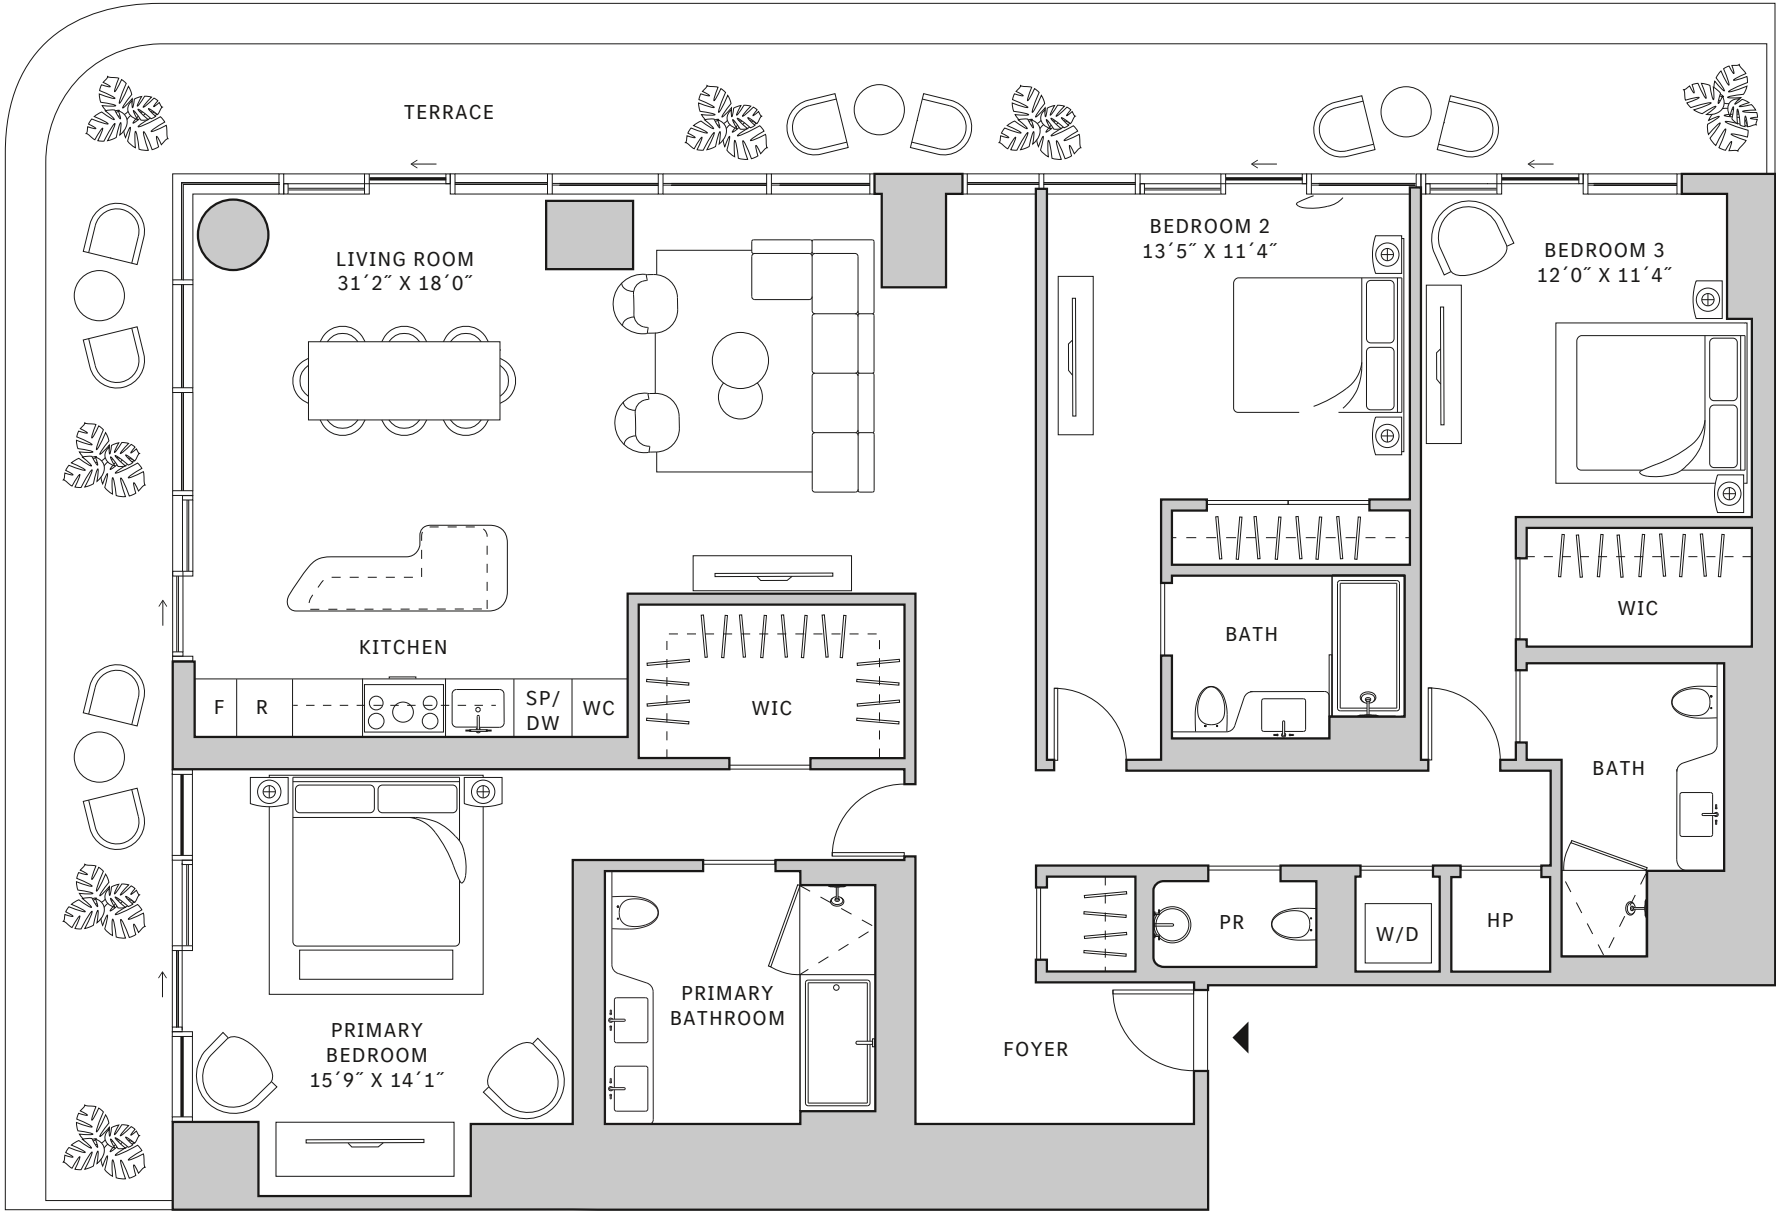 TERRACE
BEDROOM 2
13´5˝ X 11´4˝
BEDROOM 3
12´0˝ X 11´4˝
LIVING ROOM
31´2˝ X 18´0˝
WIC
BATH
KITCHEN
F
R
SP/
DW
WC
WIC
BATH
PR
W/D
HP
PRIMARY
BATHROOM
PRIMARY
BEDROOM
15´9˝ X 14´1˝
FOYER